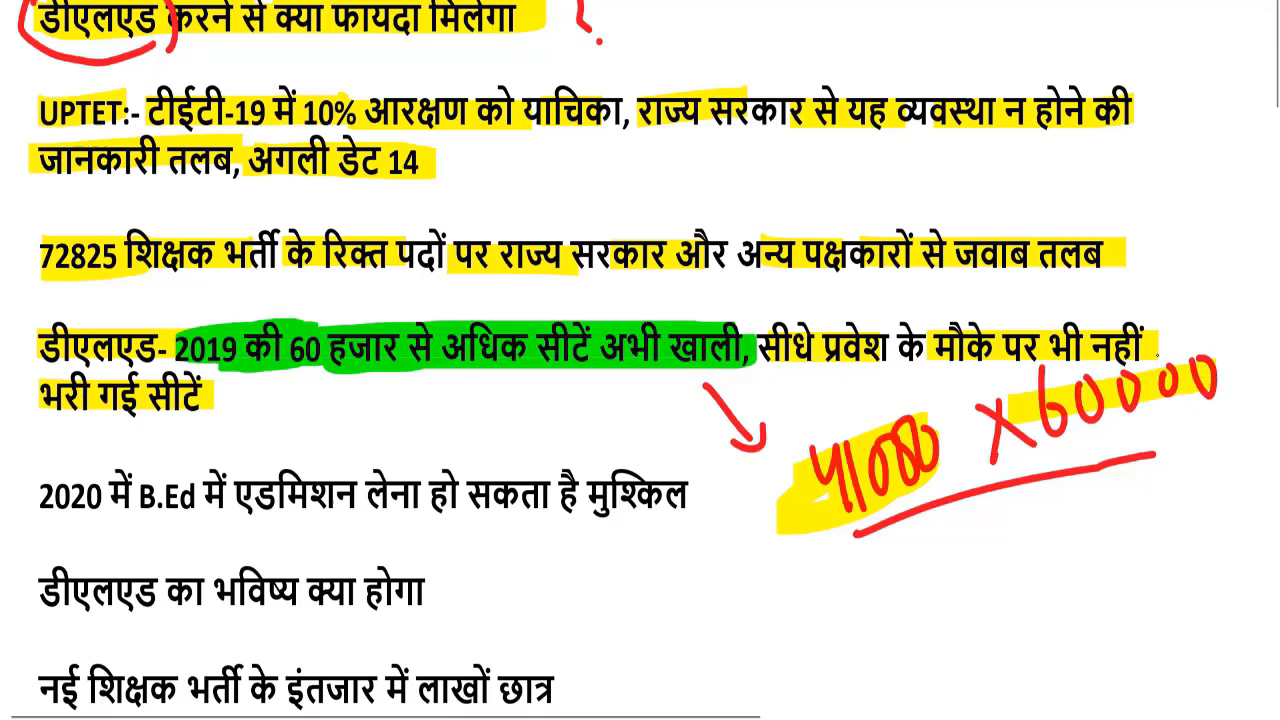 डीएलएड करने से क्या फायदा मिलेगा ?
UPTET:- टीईटी-19 में 10% आरक्षण को याचिका, राज्य सरकार से यह व्यवस्था न होने की
जानकारी तलब, अगली डेट 14
72825 शिक्षक भर्ती के रिक्त पदों पर राज्य सरकार और अन्य पक्षकारों से जवाब तलब
डीएलएड- 2019 की 60 हजार से अधिक सीटें अभी खाली, सीधे प्रवेश के मौके पर भी नहीं
भरी गई सीटें
41000 × 60000
2020 में B.Ed में एडमिशन लेना हो सकता है मुश्किल
डीएलएड का भविष्य क्या होगा
नई शिक्षक भर्ती के इंतजार में लाखों छात्र